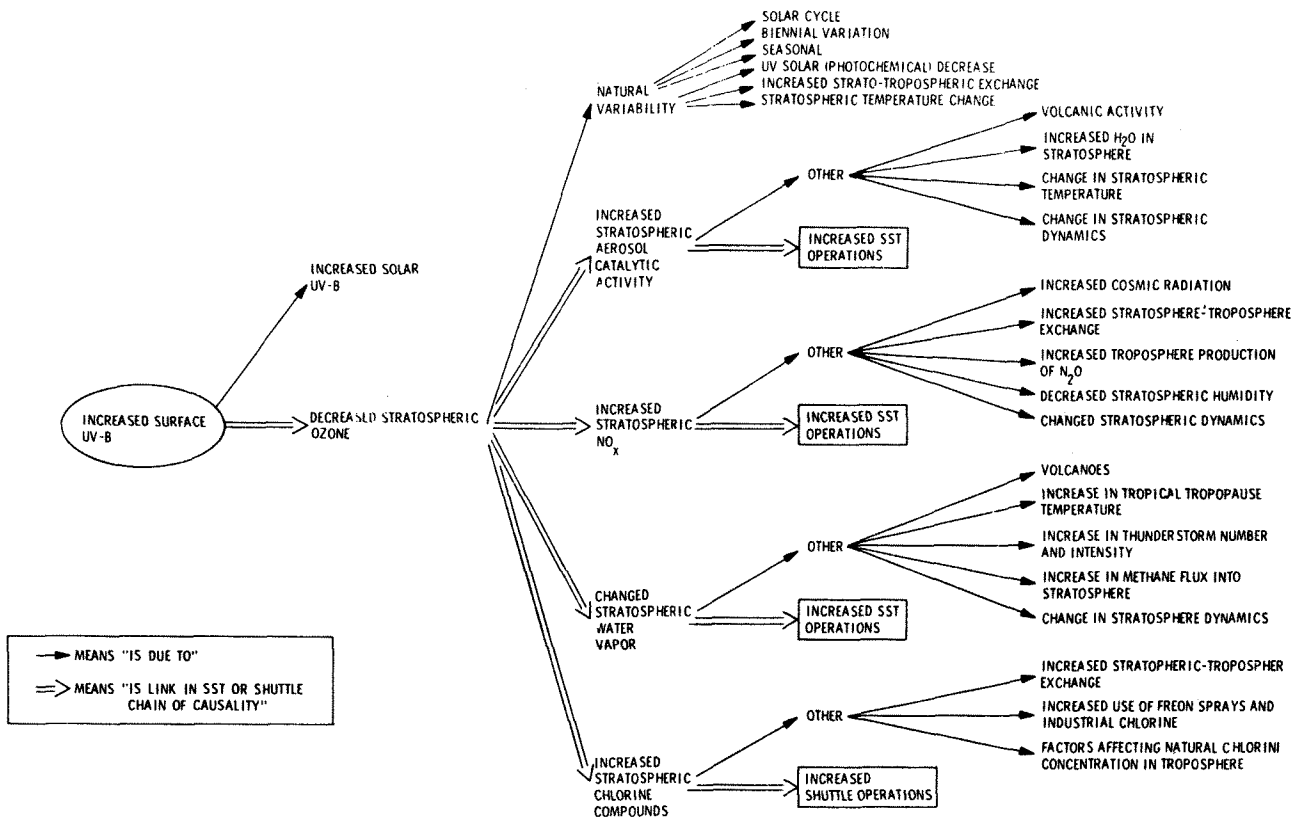 SOLAR CYCLE
BIENNIAL VARIATION
SEASONAL
UV SOLAR (PHOTOCHEMICAL) DECREASE
INCREASED STRATO-TROPOSPHERIC EXCHANGE
STRATOSPHERIC TEMPERATURE CHANGE
NATURAL
VARIABILITY
VOLCANIC ACTIVITY
INCREASED H2O IN
STRATOSPHERE
CHANGE IN STRATOSPHERIC
TEMPERATURE
CHANGE IN STRATOSPHERIC
DYNAMICS
OTHER
INCREASED
STRATOSPHERIC
AEROSOL
CATALYTIC
ACTIVITY
INCREASED SST
OPERATIONS
INCREASED SOLAR
UV-B
INCREASED COSMIC RADIATION
INCREASED STRATOSPHERE-TROPOSPHERE
EXCHANGE
INCREASED TROPOSPHERE PRODUCTION
OF N2O
DECREASED STRATOSPHERIC HUMIDITY
CHANGED STRATOSPHERIC DYNAMICS
OTHER
INCREASED SURFACE
UV-B
DECREASED STRATOSPHERIC
OZONE
INCREASED
STRATOSPHERIC
NOx
INCREASED SST
OPERATIONS
VOLCANOES
INCREASE IN TROPICAL TROPOPAUSE
TEMPERATURE
INCREASE IN THUNDERSTORM NUMBER
AND INTENSITY
INCREASE IN METHANE FLUX INTO
STRATOSPHERE
CHANGE IN STRATOSPHERE DYNAMICS
OTHER
CHANGED
STRATOSPHERIC
WATER
VAPOR
INCREASED SST
OPERATIONS
MEANS "IS DUE TO"
MEANS "IS LINK IN SST OR SHUTTLE
CHAIN OF CAUSALITY"
INCREASED STRATOPHERIC-TROPOSPHER
EXCHANGE
INCREASED USE OF FREON SPRAYS AND
INDUSTRIAL CHLORINE
FACTORS AFFECTING NATURAL CHLORINI
CONCENTRATION IN TROPOSPHERE
OTHER
INCREASED
STRATOSPHERIC
CHLORINE
COMPOUNDS
INCREASED
SHUTTLE OPERATIONS